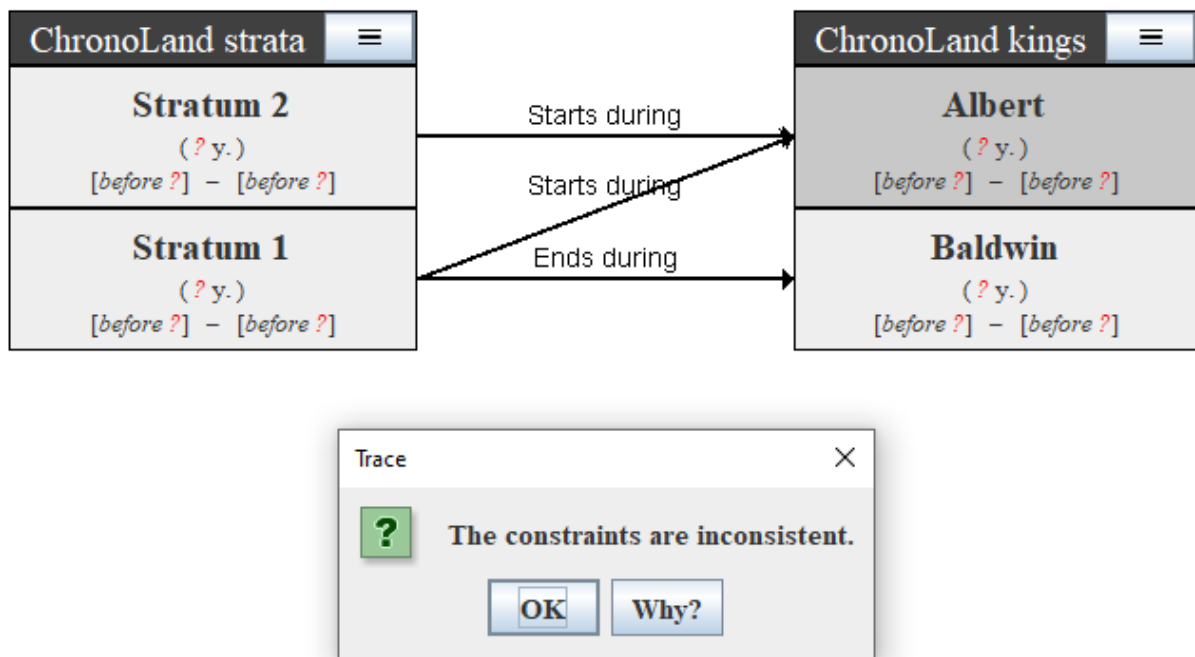 ChronoLand strata ≡
Stratum 2
( ? y. )
[before ?] – [before ?]
Stratum 1
( ? y. )
[before ?] – [before ?]
Starts during
Starts during
Ends during
ChronoLand kings ≡
Albert
( ? y. )
[before ?] – [before ?]
Baldwin
( ? y. )
[before ?] – [before ?]
Trace
?
The constraints are inconsistent.
OK Why?